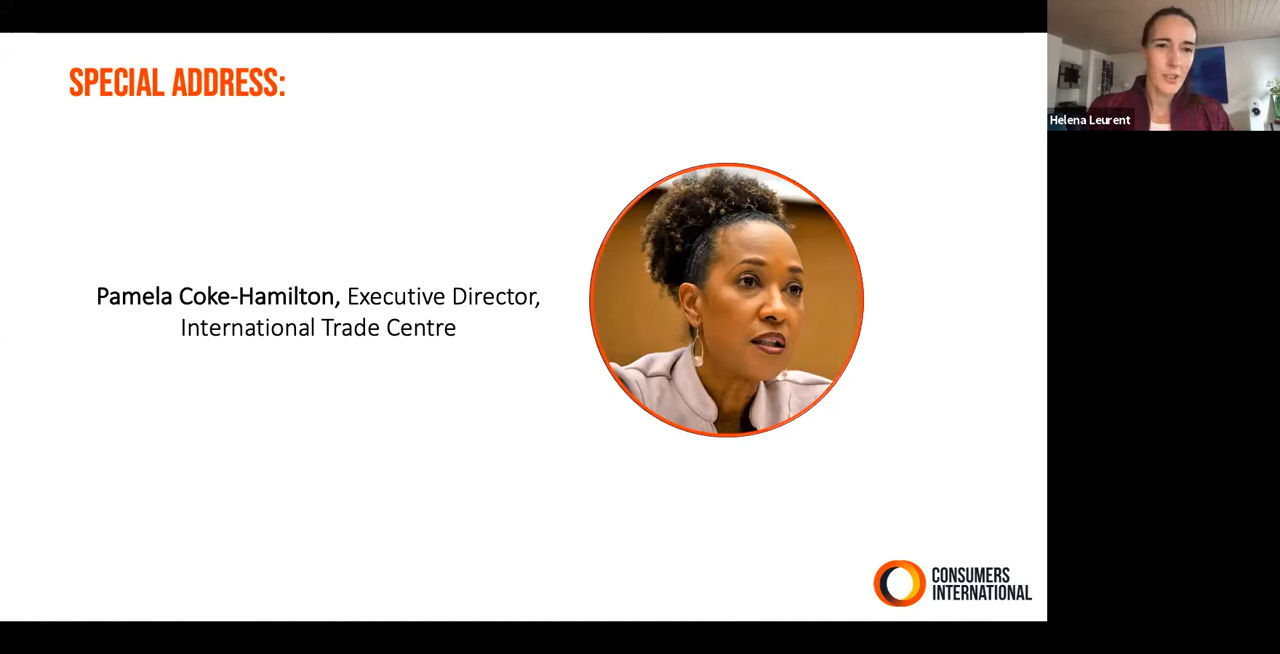 SPECIAL ADDRESS:
Helena Leurent
Pamela Coke-Hamilton, Executive Director,
International Trade Centre
CONSUMERS
INTERNATIONAL